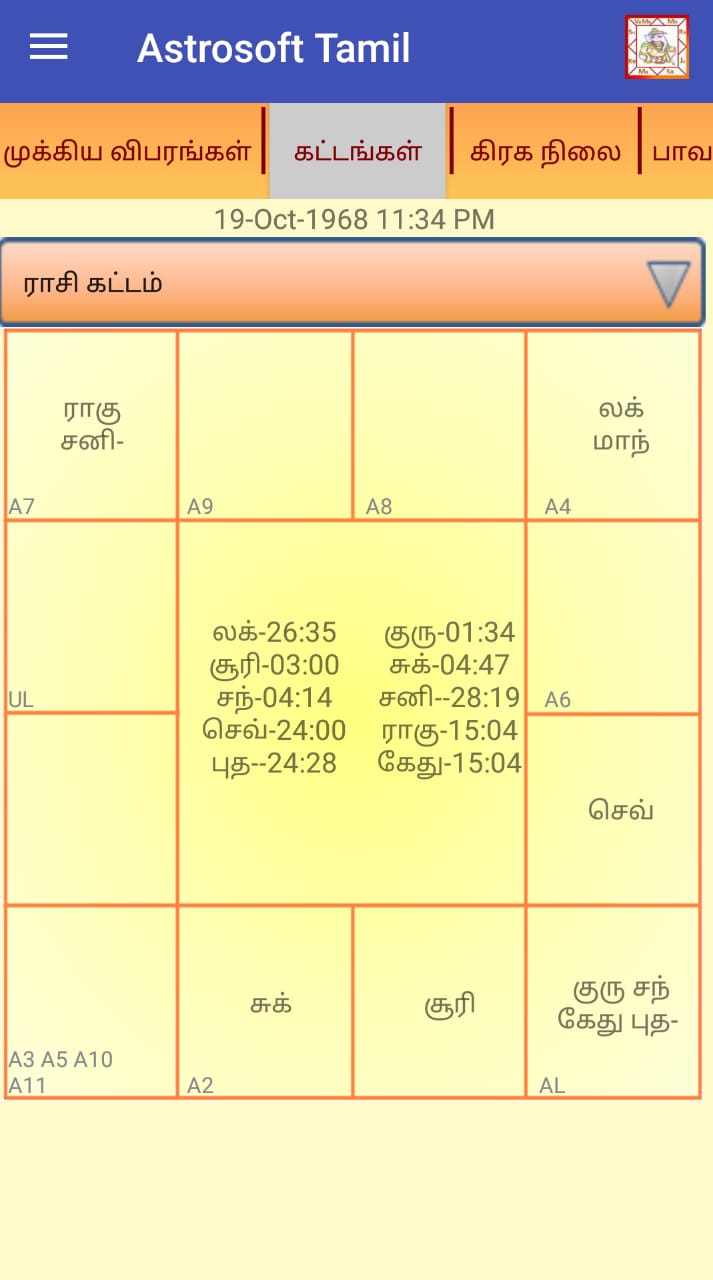 Astrosoft Tamil
முக்கிய விபரங்கள்
கட்டங்கள்
கிரக நிலை
பாவ
19-Oct-1968 11:34 PM
ராசி கட்டம்
ராகு
சனி-
A7
A9
A8
லக்
மாந்
A4
UL
லக்-26:35
சூரி-03:00
சந்-04:14
செவ்-24:00
புத--24:28
குரு-01:34
சுக்-04:47
சனி--28:19
ராகு-15:04
கேது-15:04
A6
செவ்
A3 A5 A10
A11
சுக்
A2
சூரி
குரு சந்
கேது புத-
AL